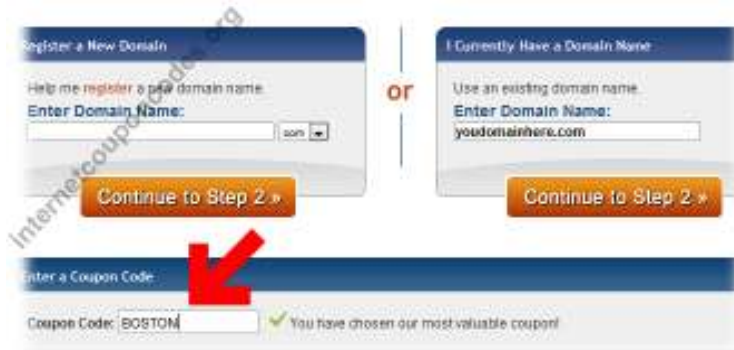 Register a New Domain
Help me register a new domain name.
Enter Domain Name:
com
Continue to Step 2 »
or
I Currently Have a Domain Name
Use an existing domain name.
Enter Domain Name:
youdomainhere.com
Continue to Step 2 »
Enter a Coupon Code
Coupon Code: BOSTON
You have chosen our most valuable coupon!
Internetcouponcodes.org